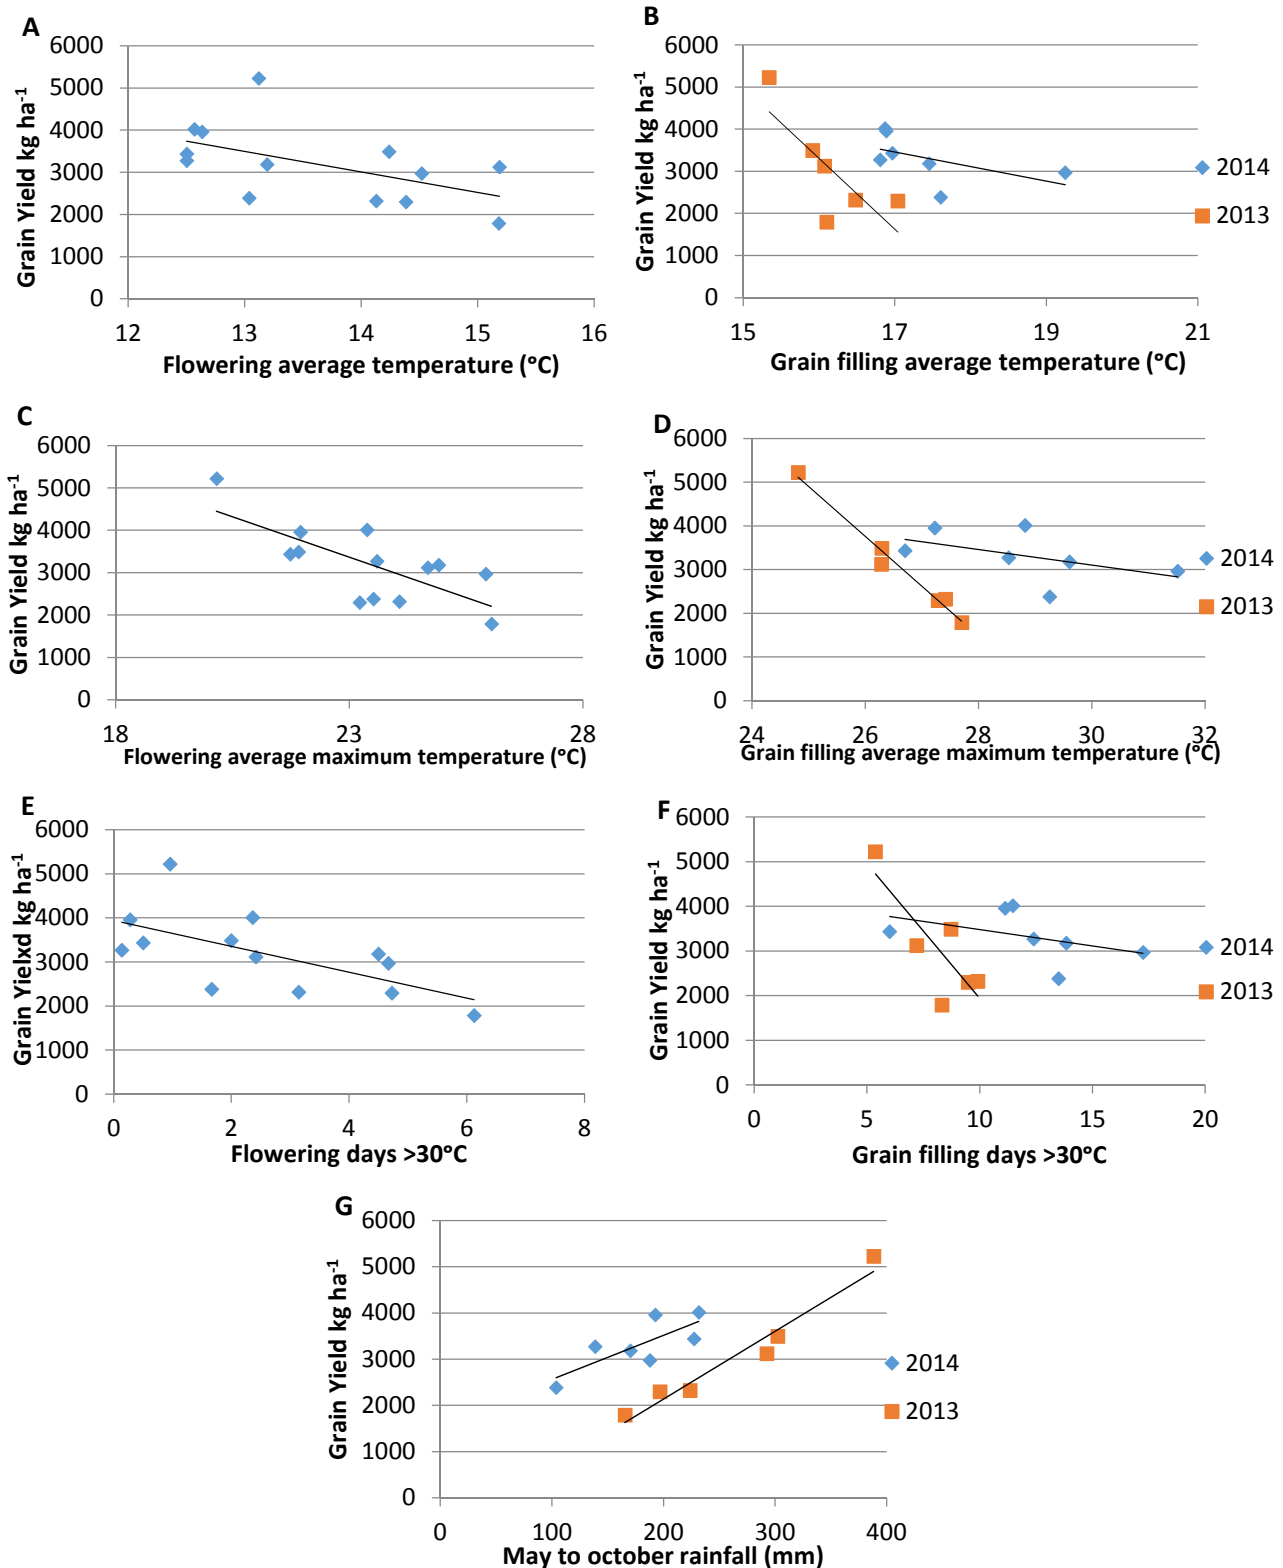 A
Grain Yield kg ha-1
6000
5000
4000
3000
2000
1000
0
12 13 14 15 16
Flowering average temperature (°C)
B
Grain Yield kg ha-1
6000
5000
4000
3000
2000
1000
0
15 17 19 21
Grain filling average temperature (°C)
2014
2013
C
Grain Yield kg ha-1
6000
5000
4000
3000
2000
1000
0
18 23 28
Flowering average maximum temperature (°C)
D
Grain Yield kg ha-1
6000
5000
4000
3000
2000
1000
0
24 26 28 30 32
Grain filling average maximum temperature (°C)
2014
2013
E
Grain Yielxd kg ha-1
6000
5000
4000
3000
2000
1000
0
0 2 4 6 8
Flowering days >30°C
F
Grain Yield kg ha-1
6000
5000
4000
3000
2000
1000
0
0 5 10 15 20
Grain filling days >30°C
2014
2013
G
Grain Yield kg ha-1
6000
5000
4000
3000
2000
1000
0
0 100 200 300 400
May to october rainfall (mm)
2014
2013